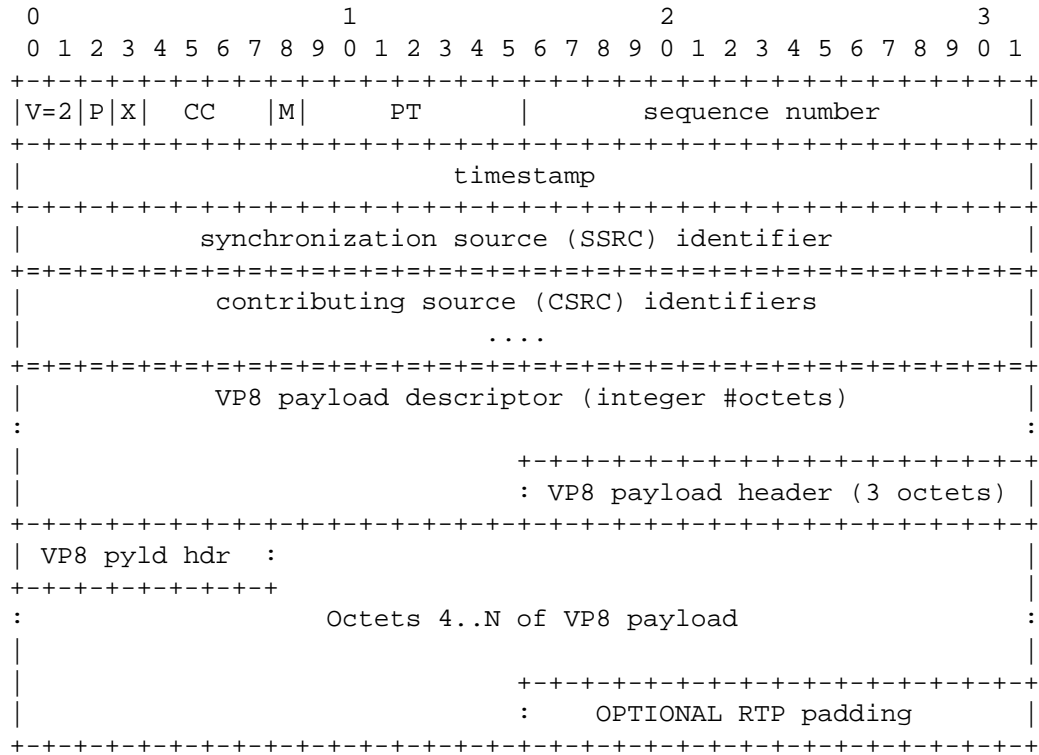 0                   1                   2                   3
 0 1 2 3 4 5 6 7 8 9 0 1 2 3 4 5 6 7 8 9 0 1 2 3 4 5 6 7 8 9 0 1
+-+-+-+-+-+-+-+-+-+-+-+-+-+-+-+-+-+-+-+-+-+-+-+-+-+-+-+-+-+-+-+-+
|V=2|P|X|  CC   |M|     PT      |       sequence number         |
+-+-+-+-+-+-+-+-+-+-+-+-+-+-+-+-+-+-+-+-+-+-+-+-+-+-+-+-+-+-+-+-+
|                           timestamp                           |
+-+-+-+-+-+-+-+-+-+-+-+-+-+-+-+-+-+-+-+-+-+-+-+-+-+-+-+-+-+-+-+-+
|           synchronization source (SSRC) identifier            |
+=+=+=+=+=+=+=+=+=+=+=+=+=+=+=+=+=+=+=+=+=+=+=+=+=+=+=+=+=+=+=+=+
|            contributing source (CSRC) identifiers             |
|                             ....                              |
+=+=+=+=+=+=+=+=+=+=+=+=+=+=+=+=+=+=+=+=+=+=+=+=+=+=+=+=+=+=+=+=+
|            VP8 payload descriptor (integer #octets)           |
:                                                               :
|                               +-+-+-+-+-+-+-+-+-+-+-+-+-+-+-+-+
|                               : VP8 payload header (3 octets) |
+-+-+-+-+-+-+-+-+-+-+-+-+-+-+-+-+-+-+-+-+-+-+-+-+-+-+-+-+-+-+-+-+
| VP8 pyld hdr  :                                               |
+-+-+-+-+-+-+-+-+                                               |
:                   Octets 4..N of VP8 payload                  :
|                                                               |
|                               +-+-+-+-+-+-+-+-+-+-+-+-+-+-+-+-+
|                               :    OPTIONAL RTP padding       |
+-+-+-+-+-+-+-+-+-+-+-+-+-+-+-+-+-+-+-+-+-+-+-+-+-+-+-+-+-+-+-+-+